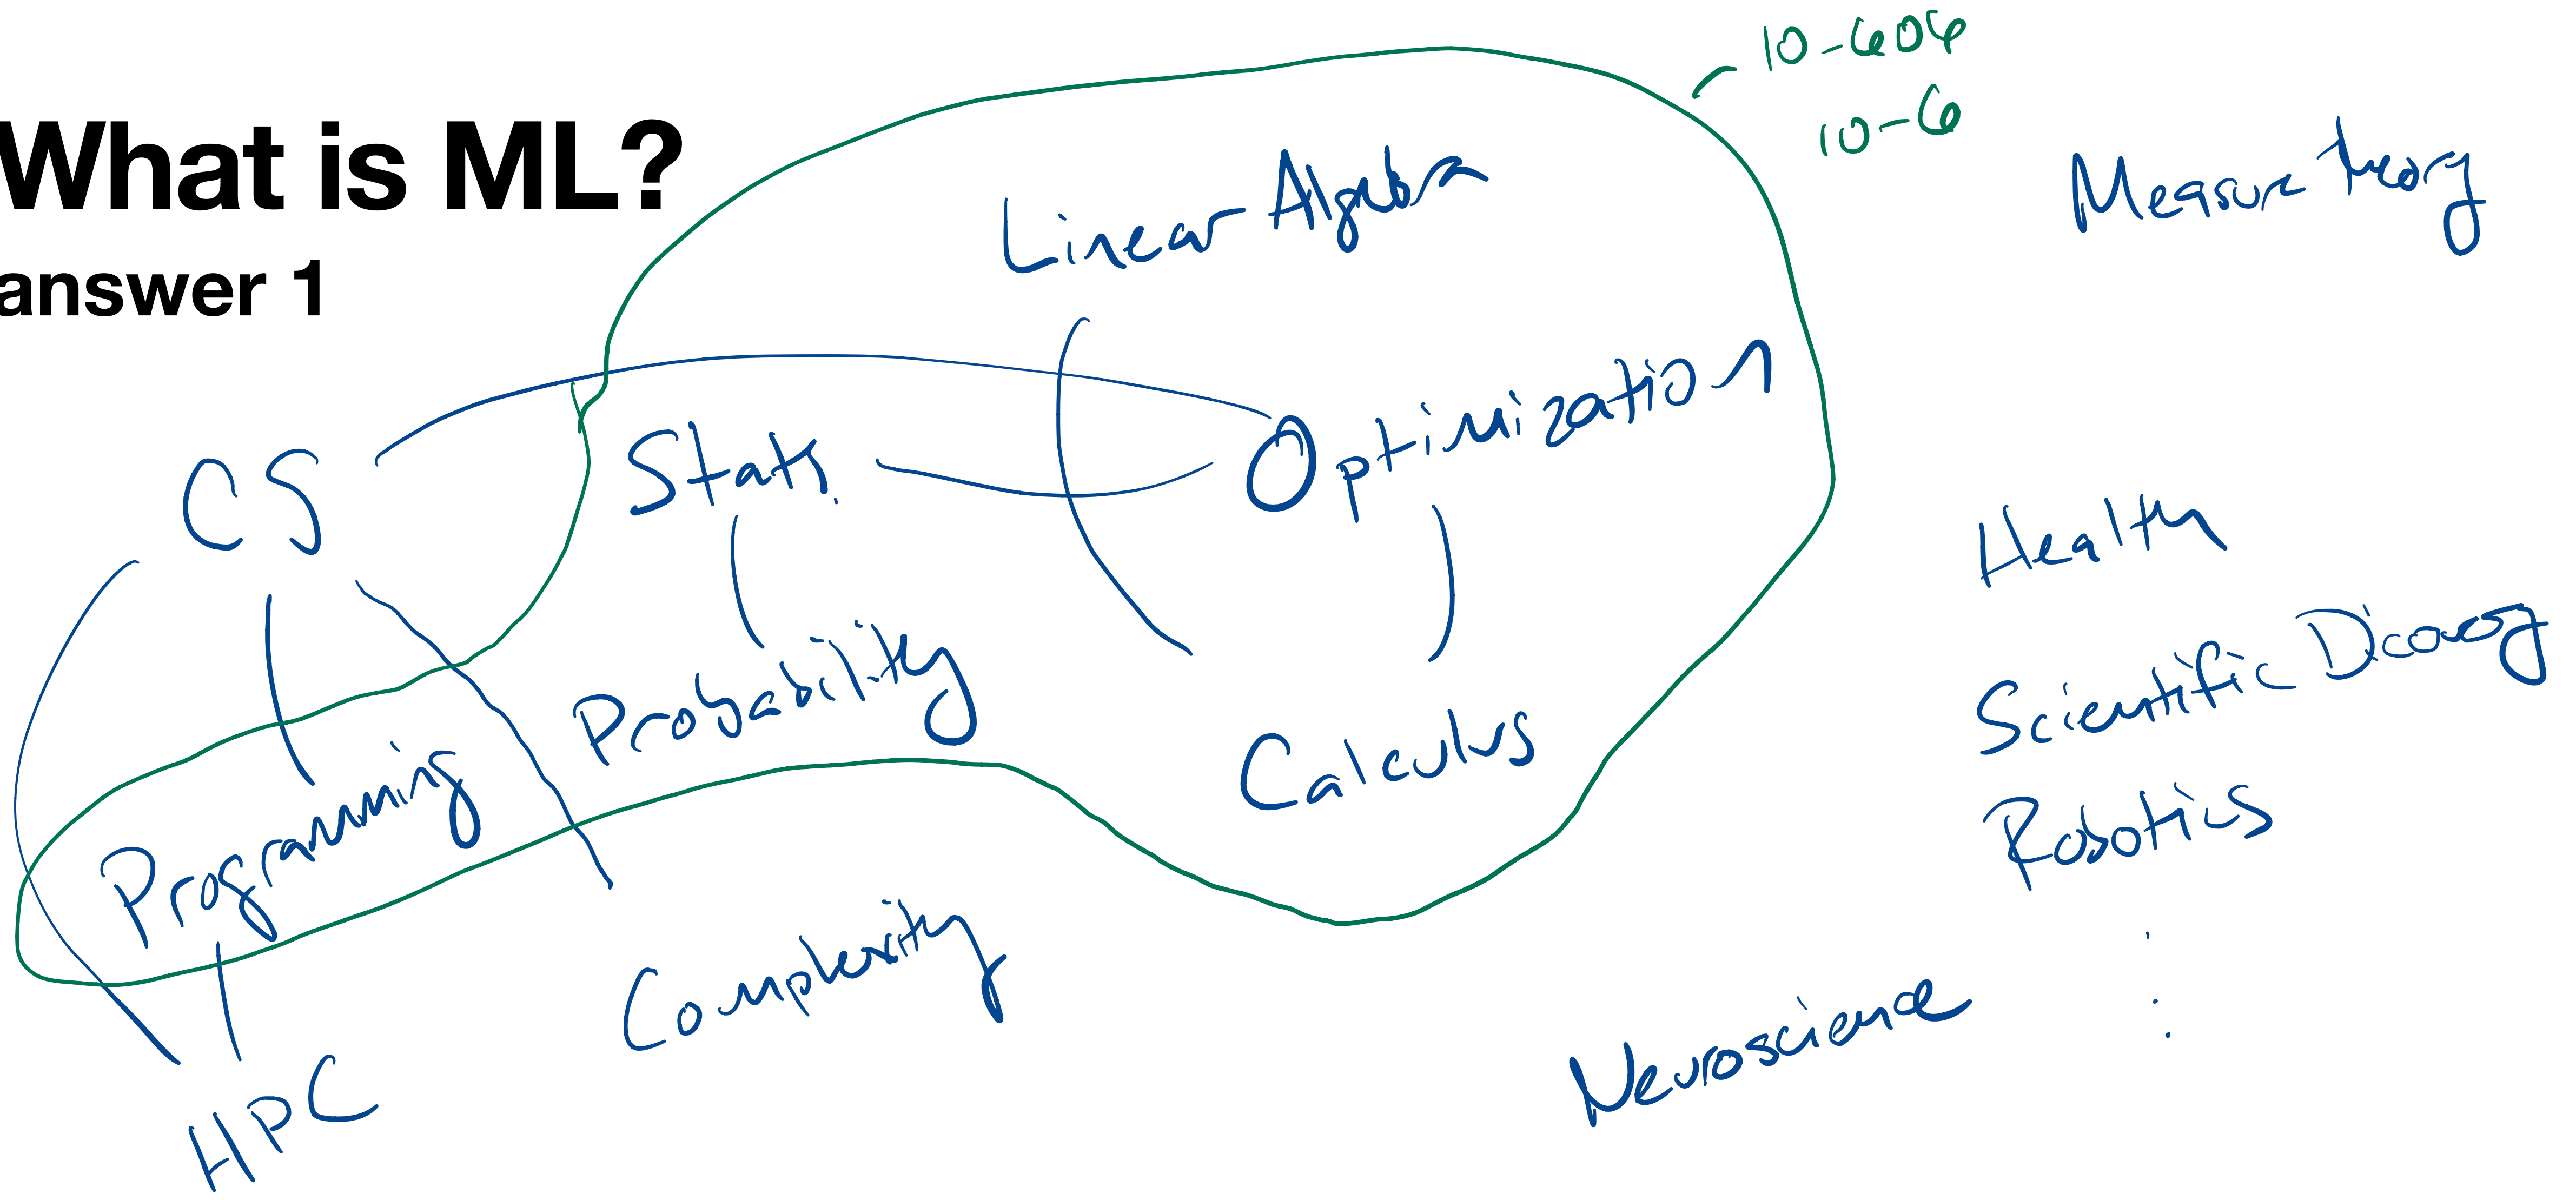 What is ML?
answer 1
10-606
10-6
Linear Algebra
Measure theory
CS
Stats.
Optimization
Health
Probability
Scientific Dicovery
Programming
Calculus
Robotics
Complexity
Neuroscience
HPC